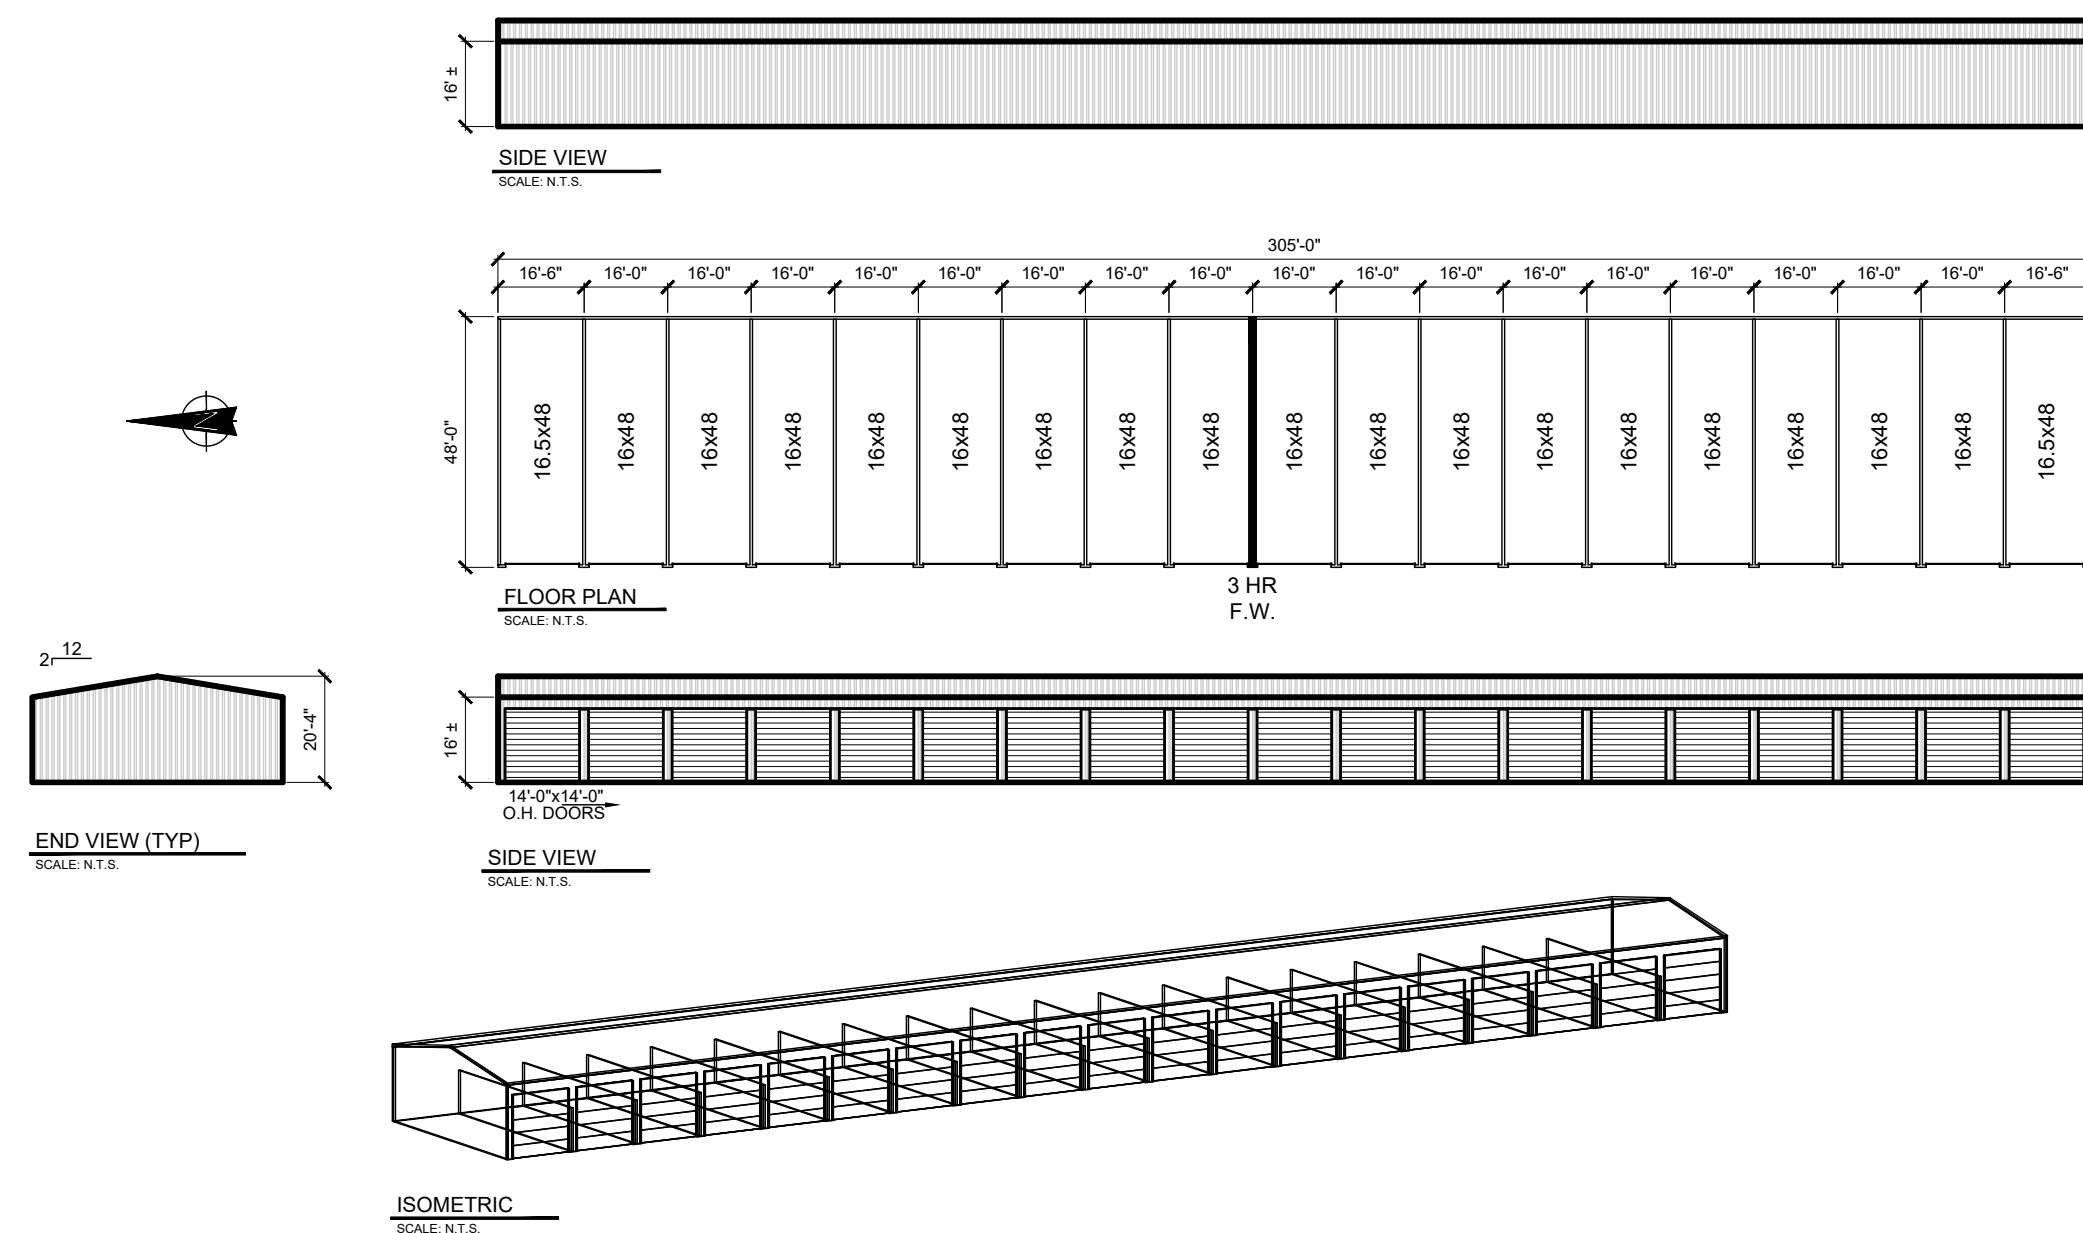 16' ±
SIDE VIEW
SCALE: N.T.S.
305'-0"
16'-6" 16'-0" 16'-0" 16'-0" 16'-0" 16'-0" 16'-0" 16'-0" 16'-0" 16'-0" 16'-0" 16'-0" 16'-0" 16'-0" 16'-0" 16'-0" 16'-0" 16'-0" 16'-6"
48'-0"
16.5x48 16x48 16x48 16x48 16x48 16x48 16x48 16x48 16x48 16x48 16x48 16x48 16x48 16x48 16x48 16x48 16x48 16x48 16.5x48
N
FLOOR PLAN
SCALE: N.T.S.
3 HR
F.W.
12
2
20'-4"
END VIEW (TYP)
SCALE: N.T.S.
16' ±
14'-0"x14'-0"
O.H. DOORS
SIDE VIEW
SCALE: N.T.S.
ISOMETRIC
SCALE: N.T.S.